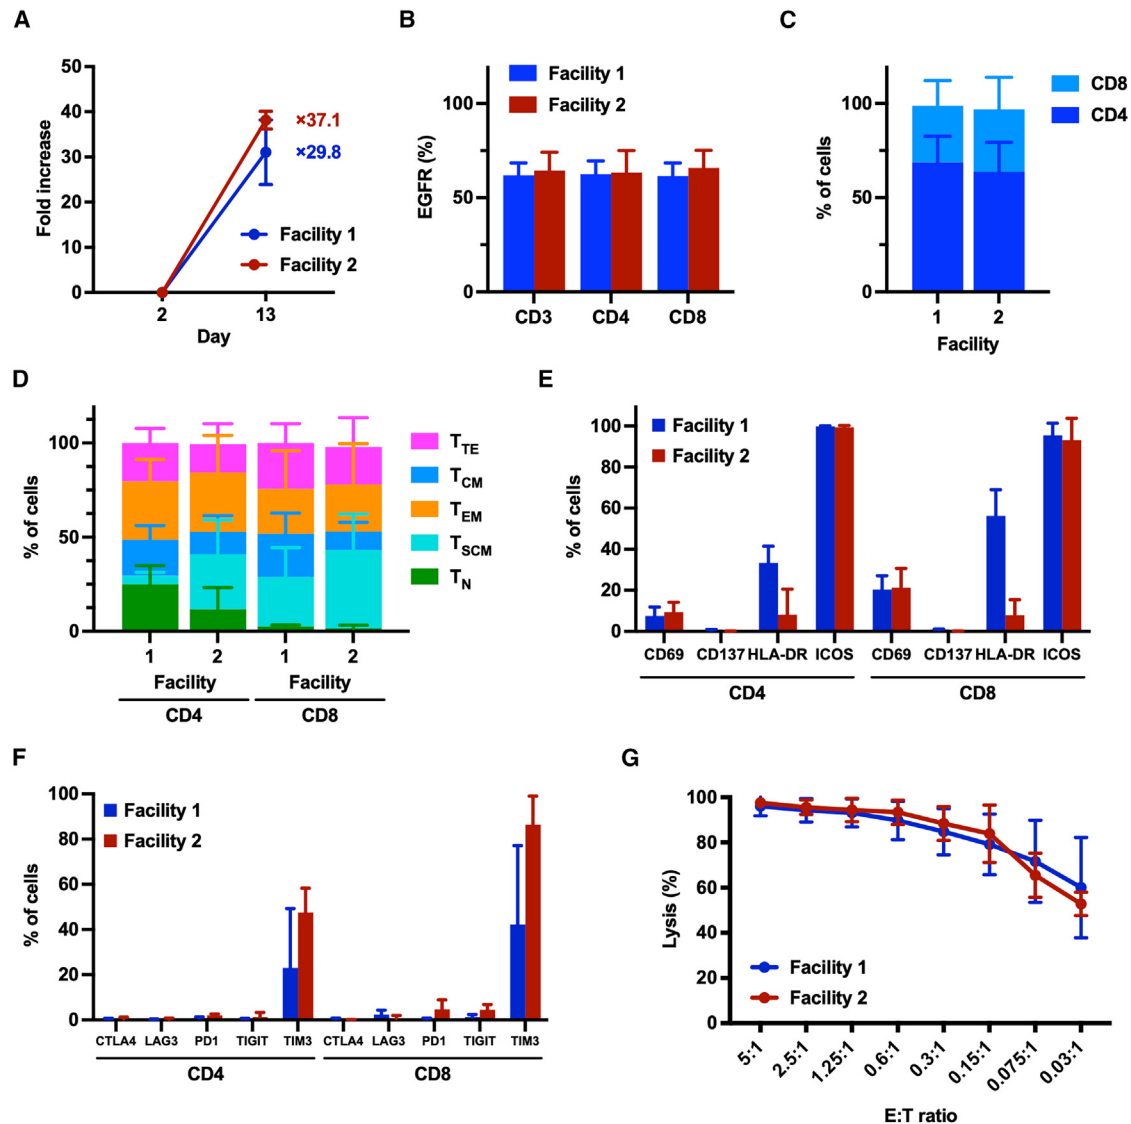 A
Fold increase
50
40
30
20
10
0
×37.1
×29.8
Facility 1
Facility 2
2
13
Day
B
EGFR (%)
100
50
0
Facility 1
Facility 2
CD3
CD4
CD8
C
% of cells
100
50
0
CD8
CD4
1
2
Facility
D
% of cells
100
50
0
TTE
TCM
TEM
TSCM
TN
1 2 1 2
Facility Facility
CD4 CD8
E
% of cells
100
80
60
40
20
0
Facility 1
Facility 2
CD69 CD137 HLA-DR ICOS CD69 CD137 HLA-DR ICOS
CD4 CD8
F
% of cells
100
80
60
40
20
0
Facility 1
Facility 2
CTLA4 LAG3 PD1 TIGIT TIM3 CTLA4 LAG3 PD1 TIGIT TIM3
CD4 CD8
G
Lysis (%)
100
80
60
40
20
0
Facility 1
Facility 2
5:1
2.5:1
1.25:1
0.6:1
0.3:1
0.15:1
0.075:1
0.03:1
E:T ratio